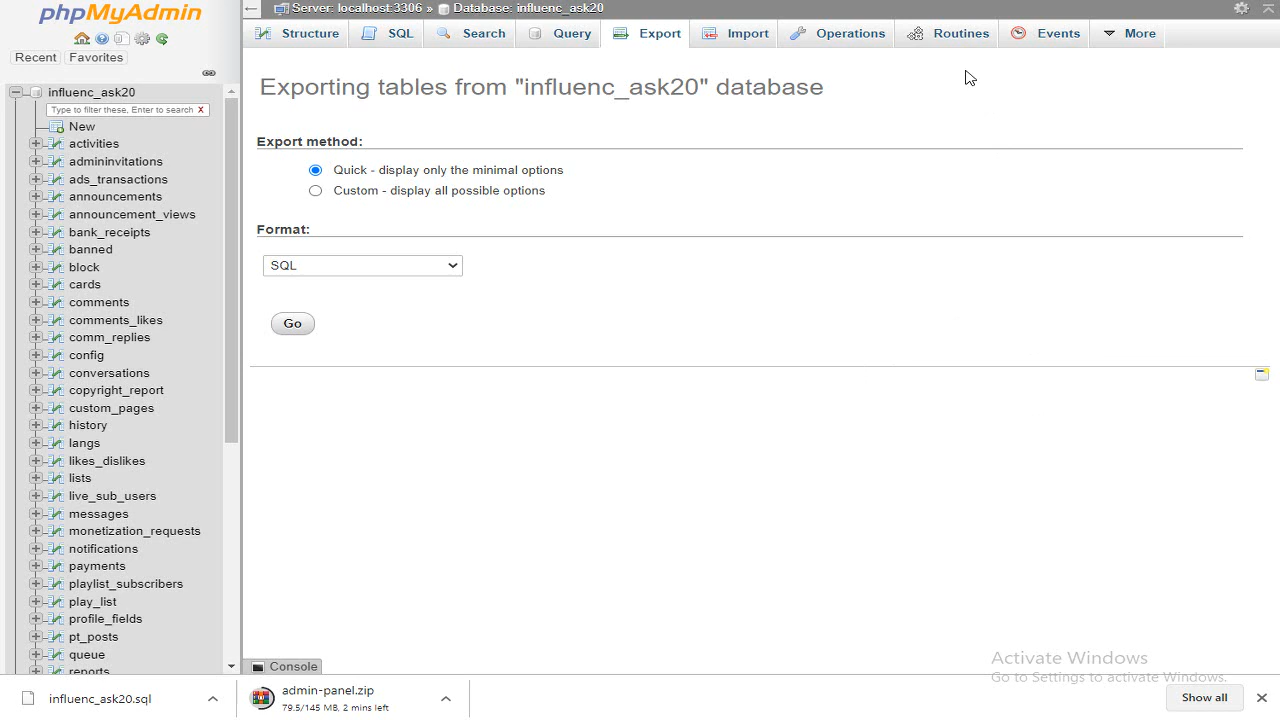 phpMyAdmin
Recent Favorites
influenc_ask20
Type to filter these, Enter to search X
New
activities
admininvitations
ads_transactions
announcements
announcement_views
bank_receipts
banned
block
cards
comments
comments_likes
comm_replies
config
conversations
copyright_report
custom_pages
history
langs
likes_dislikes
lists
live_sub_users
messages
monetization_requests
notifications
payments
playlist_subscribers
play_list
profile_fields
pt_posts
queue
reports
Server: localhost:3306 » Database: influenc_ask20
Structure SQL Search Query Export Import Operations Routines Events More
Exporting tables from "influenc_ask20" database
Export method:
Quick - display only the minimal options
Custom - display all possible options
Format:
SQL
Go
Console
Activate Windows
Go to Settings to activate Windows.
influenc_ask20.sql
admin-panel.zip
79.5/145 MB, 2 mins left
Show all